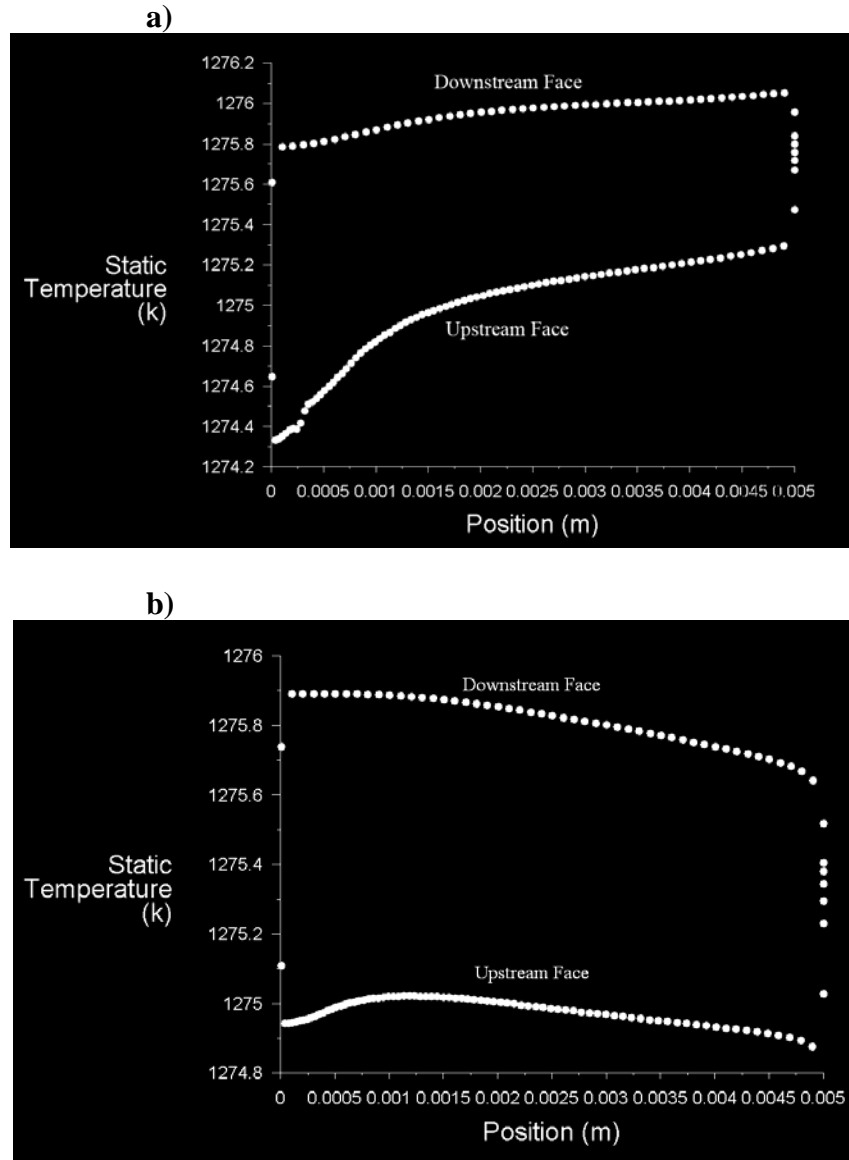 a)
1276.2
Downstream Face
1276
1275.8
1275.6
1275.4
Static
Temperature
(k)
1275.2
1275
Upstream Face
1274.8
1274.6
1274.4
1274.2
0 0.0005 0.001 0.0015 0.002 0.0025 0.003 0.0035 0.004 0.0045 0.005
Position (m)
b)
1276
Downstream Face
1275.8
1275.6
1275.4
Static
Temperature
(k)
1275.2
Upstream Face
1275
1274.8
0 0.0005 0.001 0.0015 0.002 0.0025 0.003 0.0035 0.004 0.0045 0.005
Position (m)